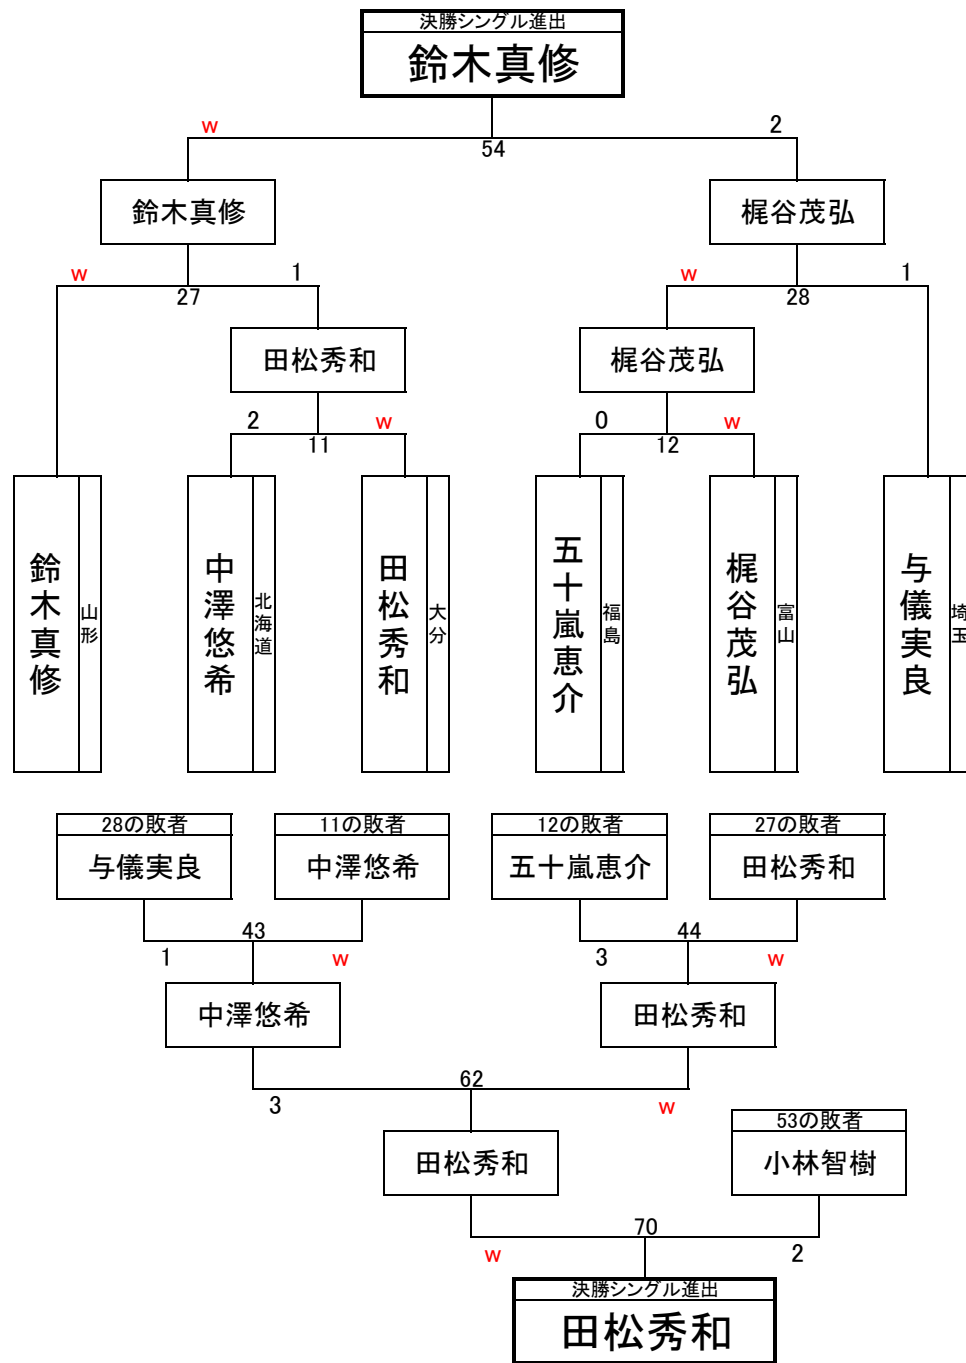 決勝シングル進出
鈴木真修
w 2
54
鈴木真修 梶谷茂弘
w 1 w 1
27 28
田松秀和 梶谷茂弘
2 w 0 w
11 12
鈴木真修 山形
中澤悠希 北海道
田松秀和 大分
五十嵐恵介 福島
梶谷茂弘 富山
与儀実良 埼玉
28の敗者 11の敗者 12の敗者 27の敗者
与儀実良 中澤悠希 五十嵐恵介 田松秀和
43 44
1 w 3 w
中澤悠希 田松秀和
62
3 w
53の敗者
田松秀和 小林智樹
70
w 2
決勝シングル進出
田松秀和